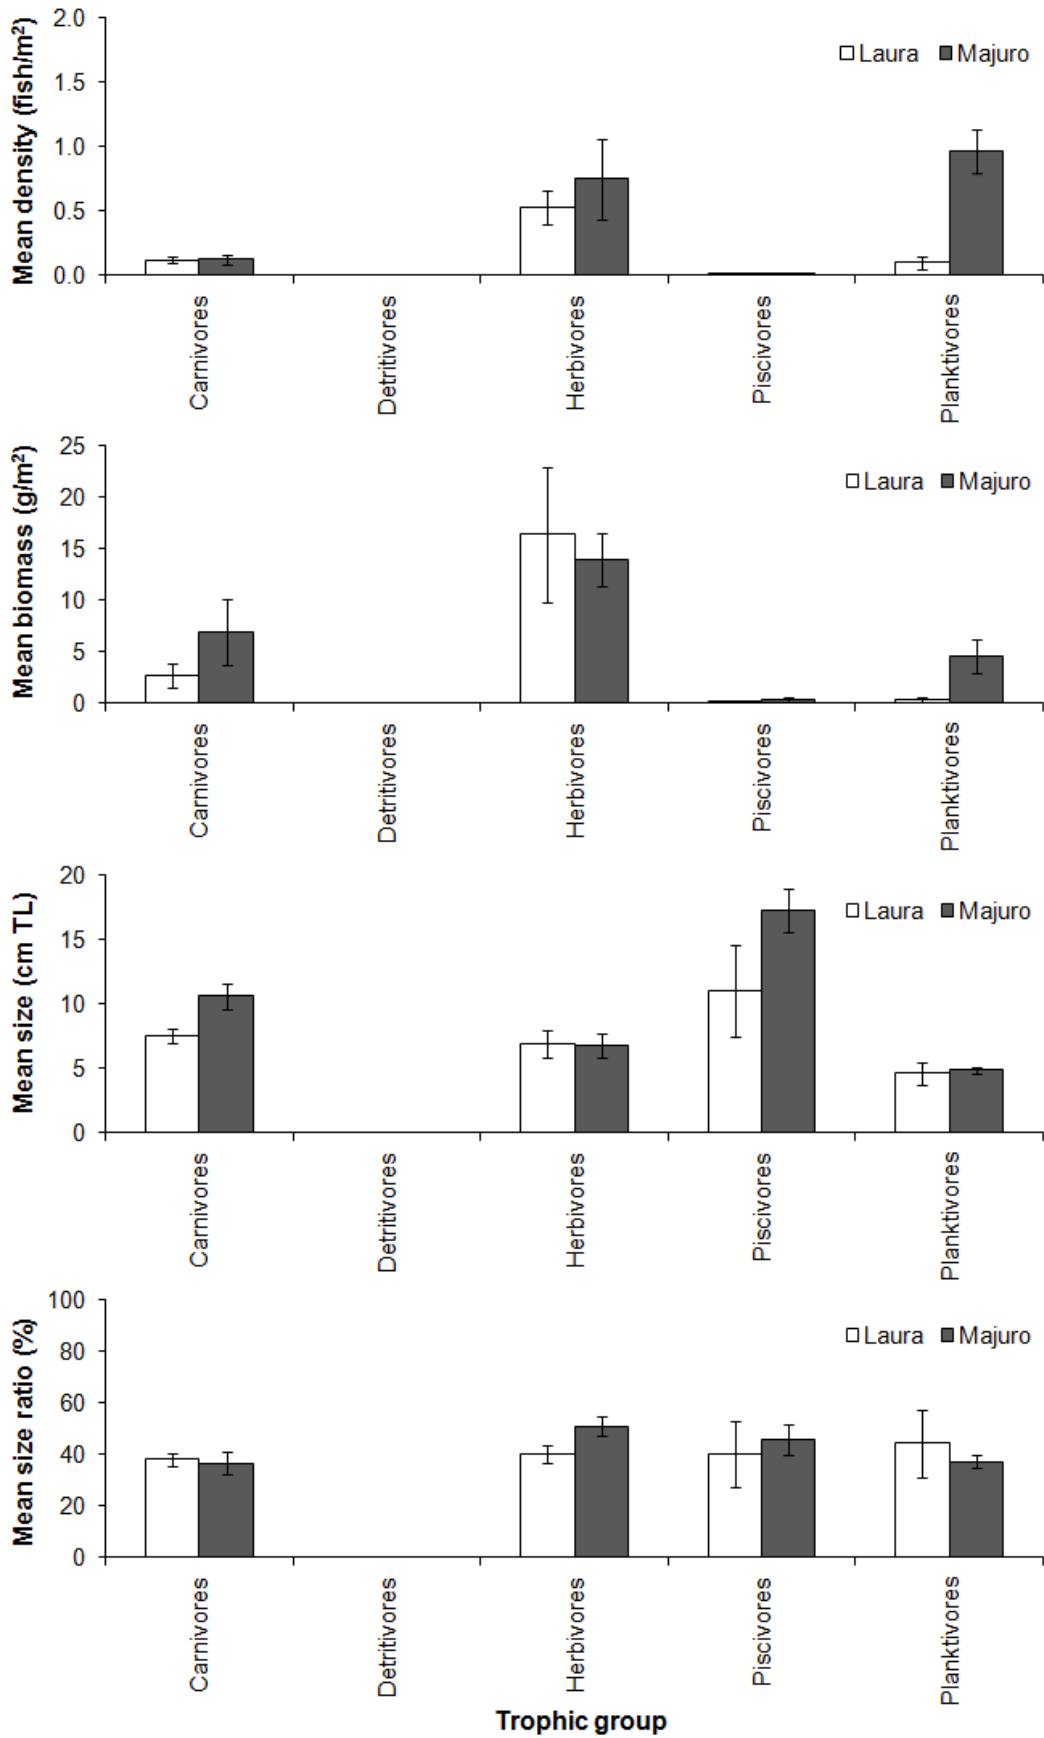 Mean density (fish/m²)
2.0
1.5
1.0
0.5
0.0
Laura Majuro
Carnivores
Detritivores
Herbivores
Piscivores
Planktivores
Mean biomass (g/m²)
25
20
15
10
5
0
Laura Majuro
Carnivores
Detritivores
Herbivores
Piscivores
Planktivores
Mean size (cm TL)
20
15
10
5
0
Laura Majuro
Carnivores
Detritivores
Herbivores
Piscivores
Planktivores
Mean size ratio (%)
100
80
60
40
20
0
Laura Majuro
Carnivores
Detritivores
Herbivores
Piscivores
Planktivores
Trophic group